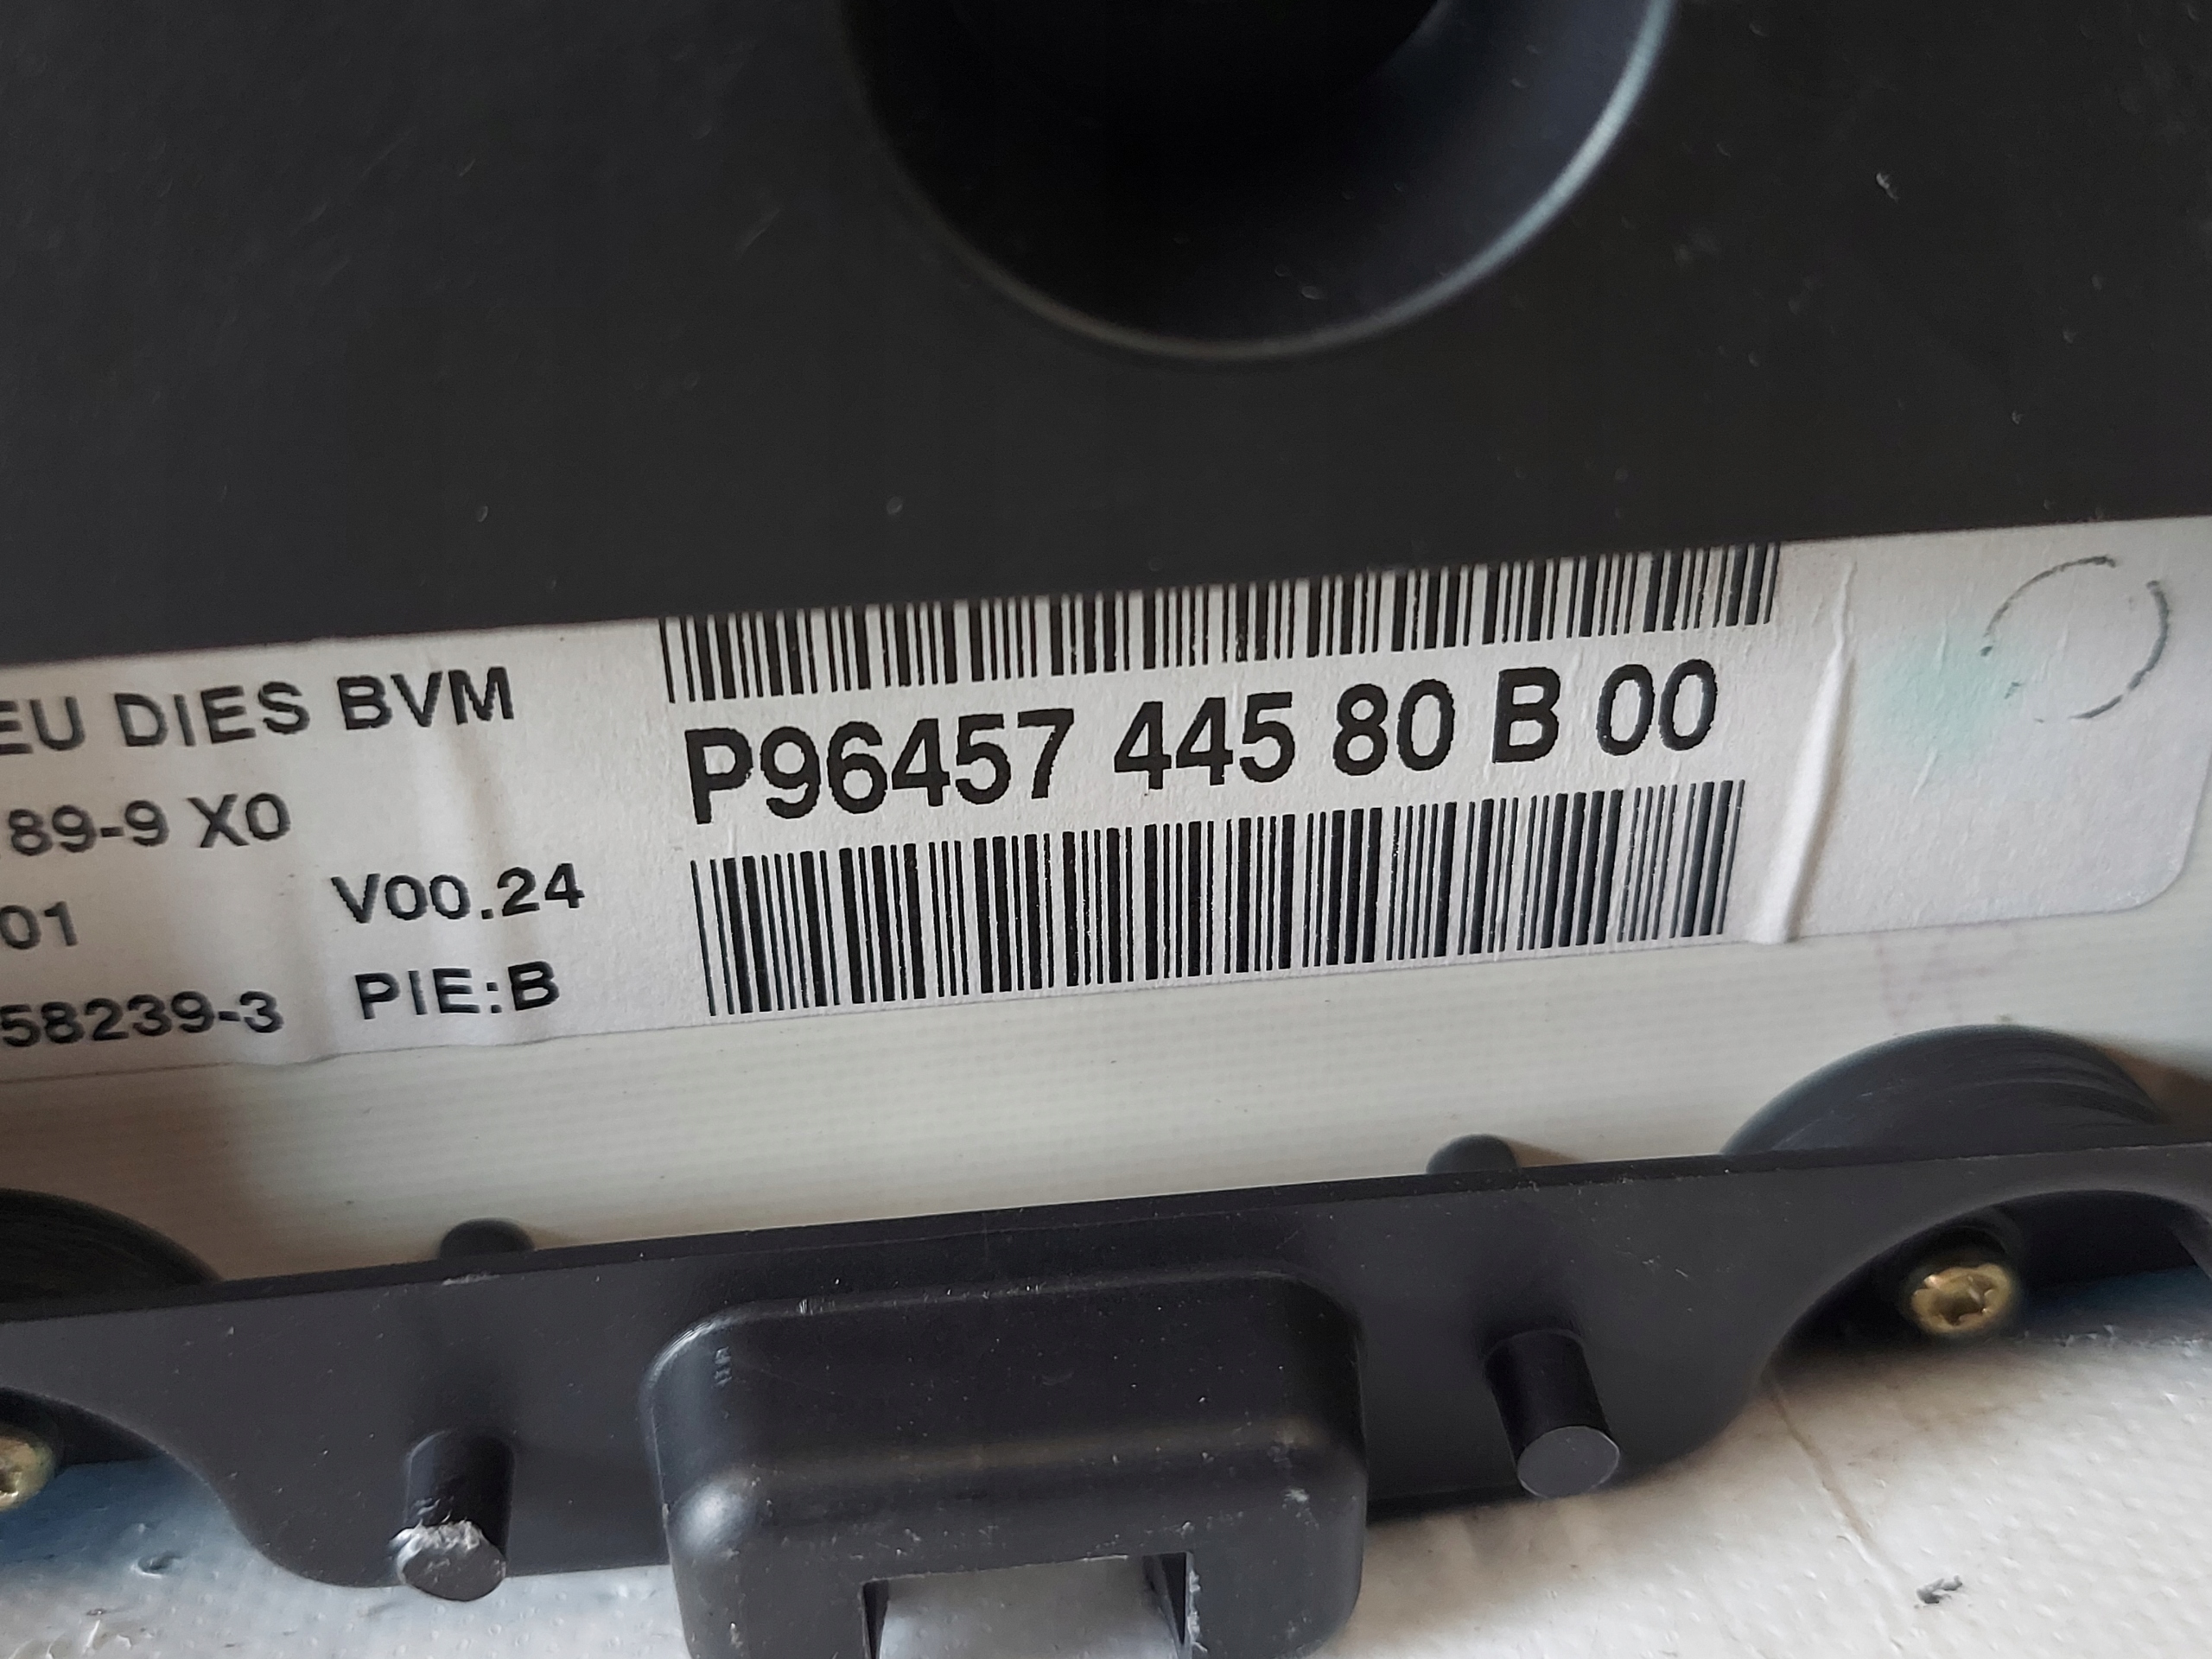 EU DIES BVM
89-9 X0
01 V00.24
58239-3 PIE:B
P96457 445 80 B 00